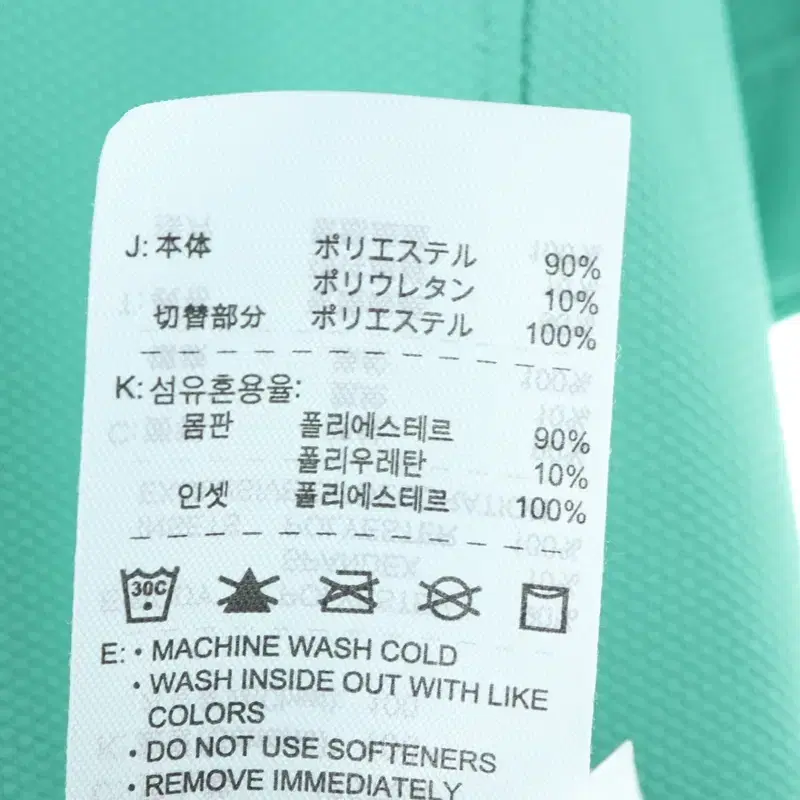 J: 本体 ポリエステル 90%
ポリウレタン 10%
切替部分 ポリエステル 100%
K: 섬유혼용율:
몸판 폴리에스테르 90%
폴리우레탄 10%
인셋 폴리에스테르 100%
30C
E: • MACHINE WASH COLD
• WASH INSIDE OUT WITH LIKE
COLORS
• DO NOT USE SOFTENERS
• REMOVE IMMEDIATELY